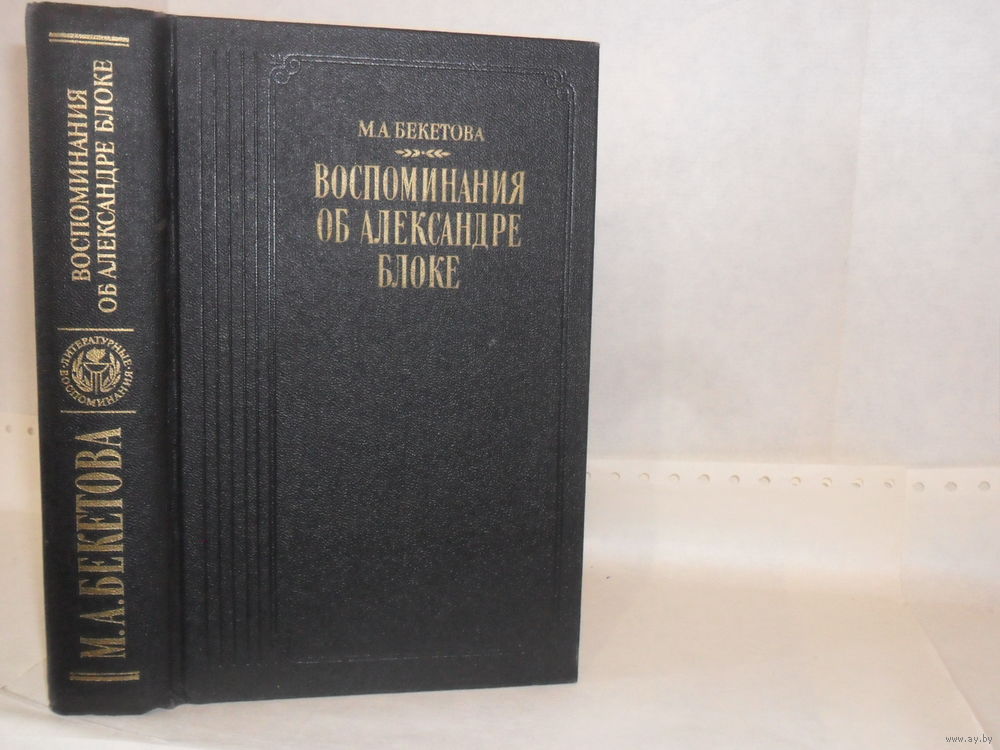 М.А.БЕКЕТОВА
ВОСПОМИНАНИЯ
ОБ АЛЕКСАНДРЕ
БЛОКЕ
ВОСПОМИНАНИЯ
ОБ АЛЕКСАНДРЕ БЛОКЕ
ЛИТЕРАТУРНЫЕ
ВОСПОМИНАНИЯ
М.А.БЕКЕТОВА
www.ay.by